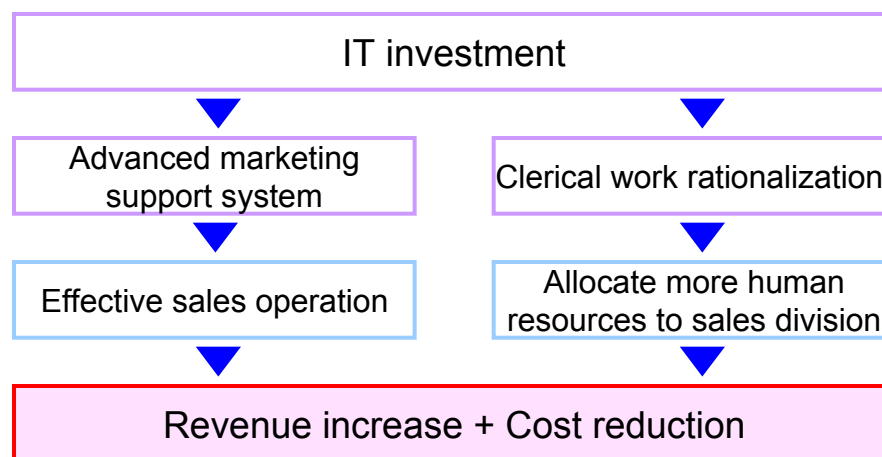 IT investment
Advanced marketing
support system
Clerical work rationalization
Effective sales operation
Allocate more human
resources to sales division
Revenue increase + Cost reduction